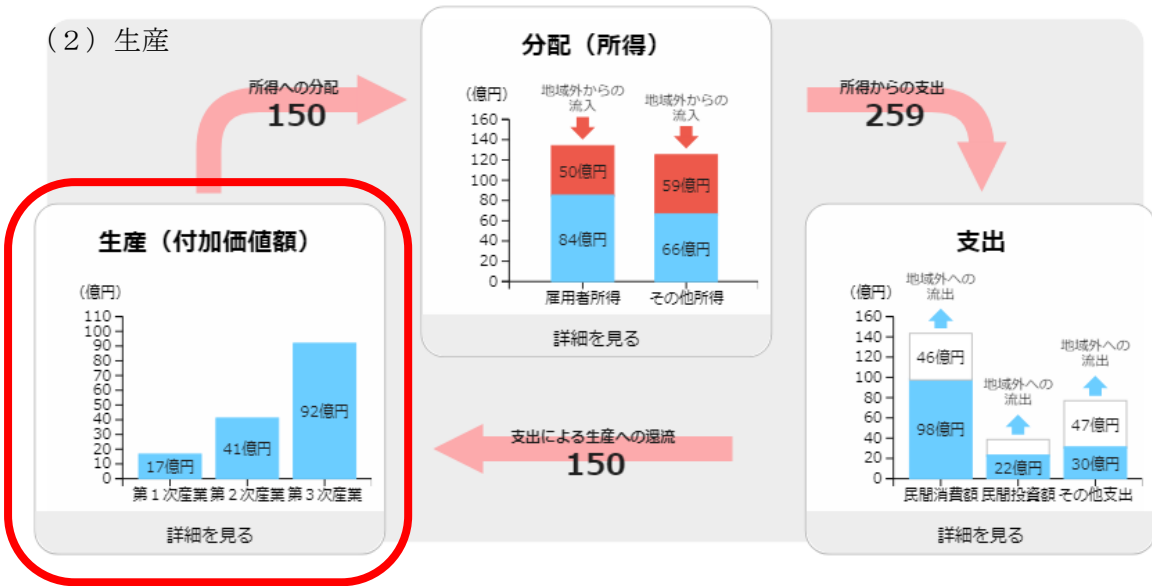 （2）生産
所得への分配
150
分配（所得）
（億円）
地域外からの
流入
地域外からの
流入
160
140
120
100
80
60
40
20
0
50億円
84億円
59億円
66億円
雇用者所得
その他所得
詳細を見る
所得からの支出
259
生産（付加価値額）
（億円）
110
100
90
80
70
60
50
40
30
20
10
0
17億円
41億円
92億円
第１次産業
第２次産業
第３次産業
詳細を見る
支出
（億円）
160
140
120
100
80
60
40
20
0
地域外への
流出
46億円
98億円
地域外への
流出
22億円
地域外への
流出
47億円
30億円
民間消費額
民間投資額
その他支出
詳細を見る
支出による生産への還流
150